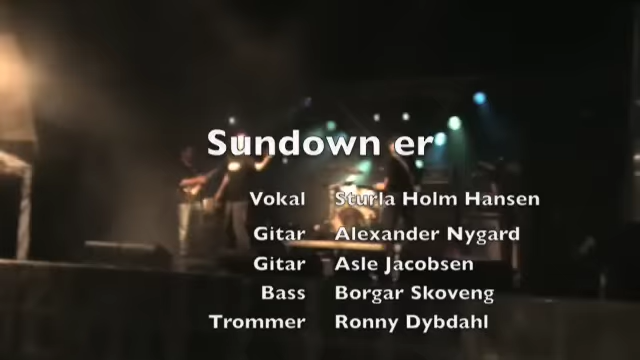 Sundown er
Vokal Sturla Holm Hansen
Gitar Alexander Nygard
Gitar Asle Jacobsen
Bass Borgar Skoveng
Trommer Ronny Dybdahl